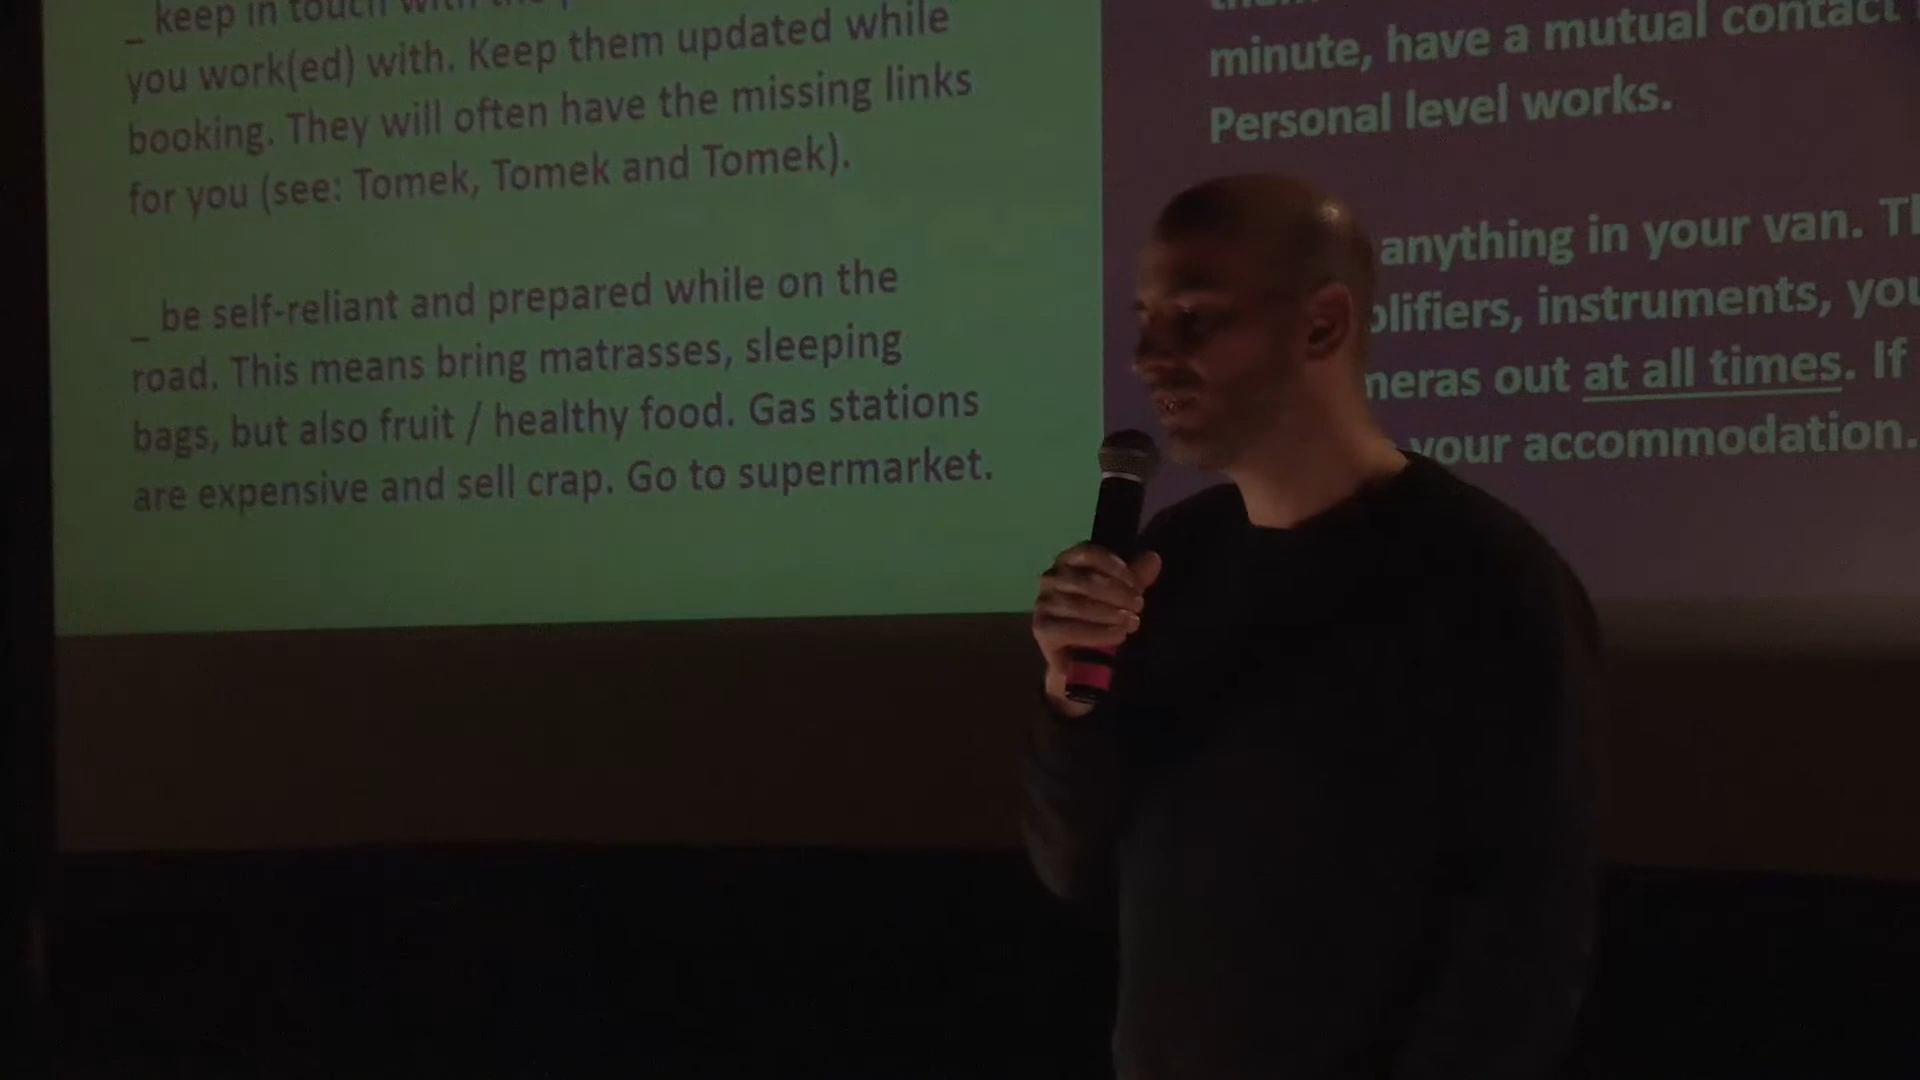 _ keep in touch with the
you work(ed) with. Keep them updated while
booking. They will often have the missing links
for you (see: Tomek, Tomek and Tomek).
_ be self-reliant and prepared while on the
road. This means bring matrasses, sleeping
bags, but also fruit / healthy food. Gas stations
are expensive and sell crap. Go to supermarket.
minute, have a mutual contact
Personal level works.
anything in your van.
plifiers, instruments,
meras out at all times. If
your accommodation.